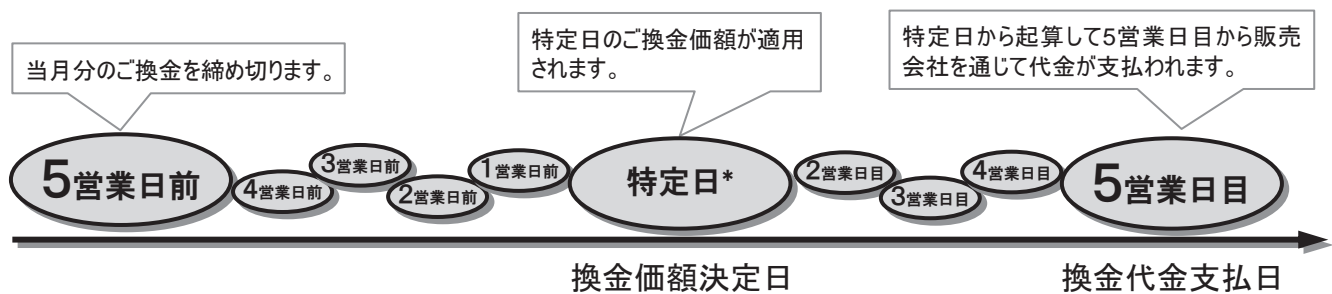 当月分のご換金を締め切ります。
特定日のご換金価額が適用
されます。
特定日から起算して5営業日目から販売
会社を通じて代金が支払われます。
5営業日前
4営業日前
3営業日前
2営業日前
1営業日前
特定日*
2営業日目
3営業日目
4営業日目
5営業日目
換金価額決定日
換金代金支払日